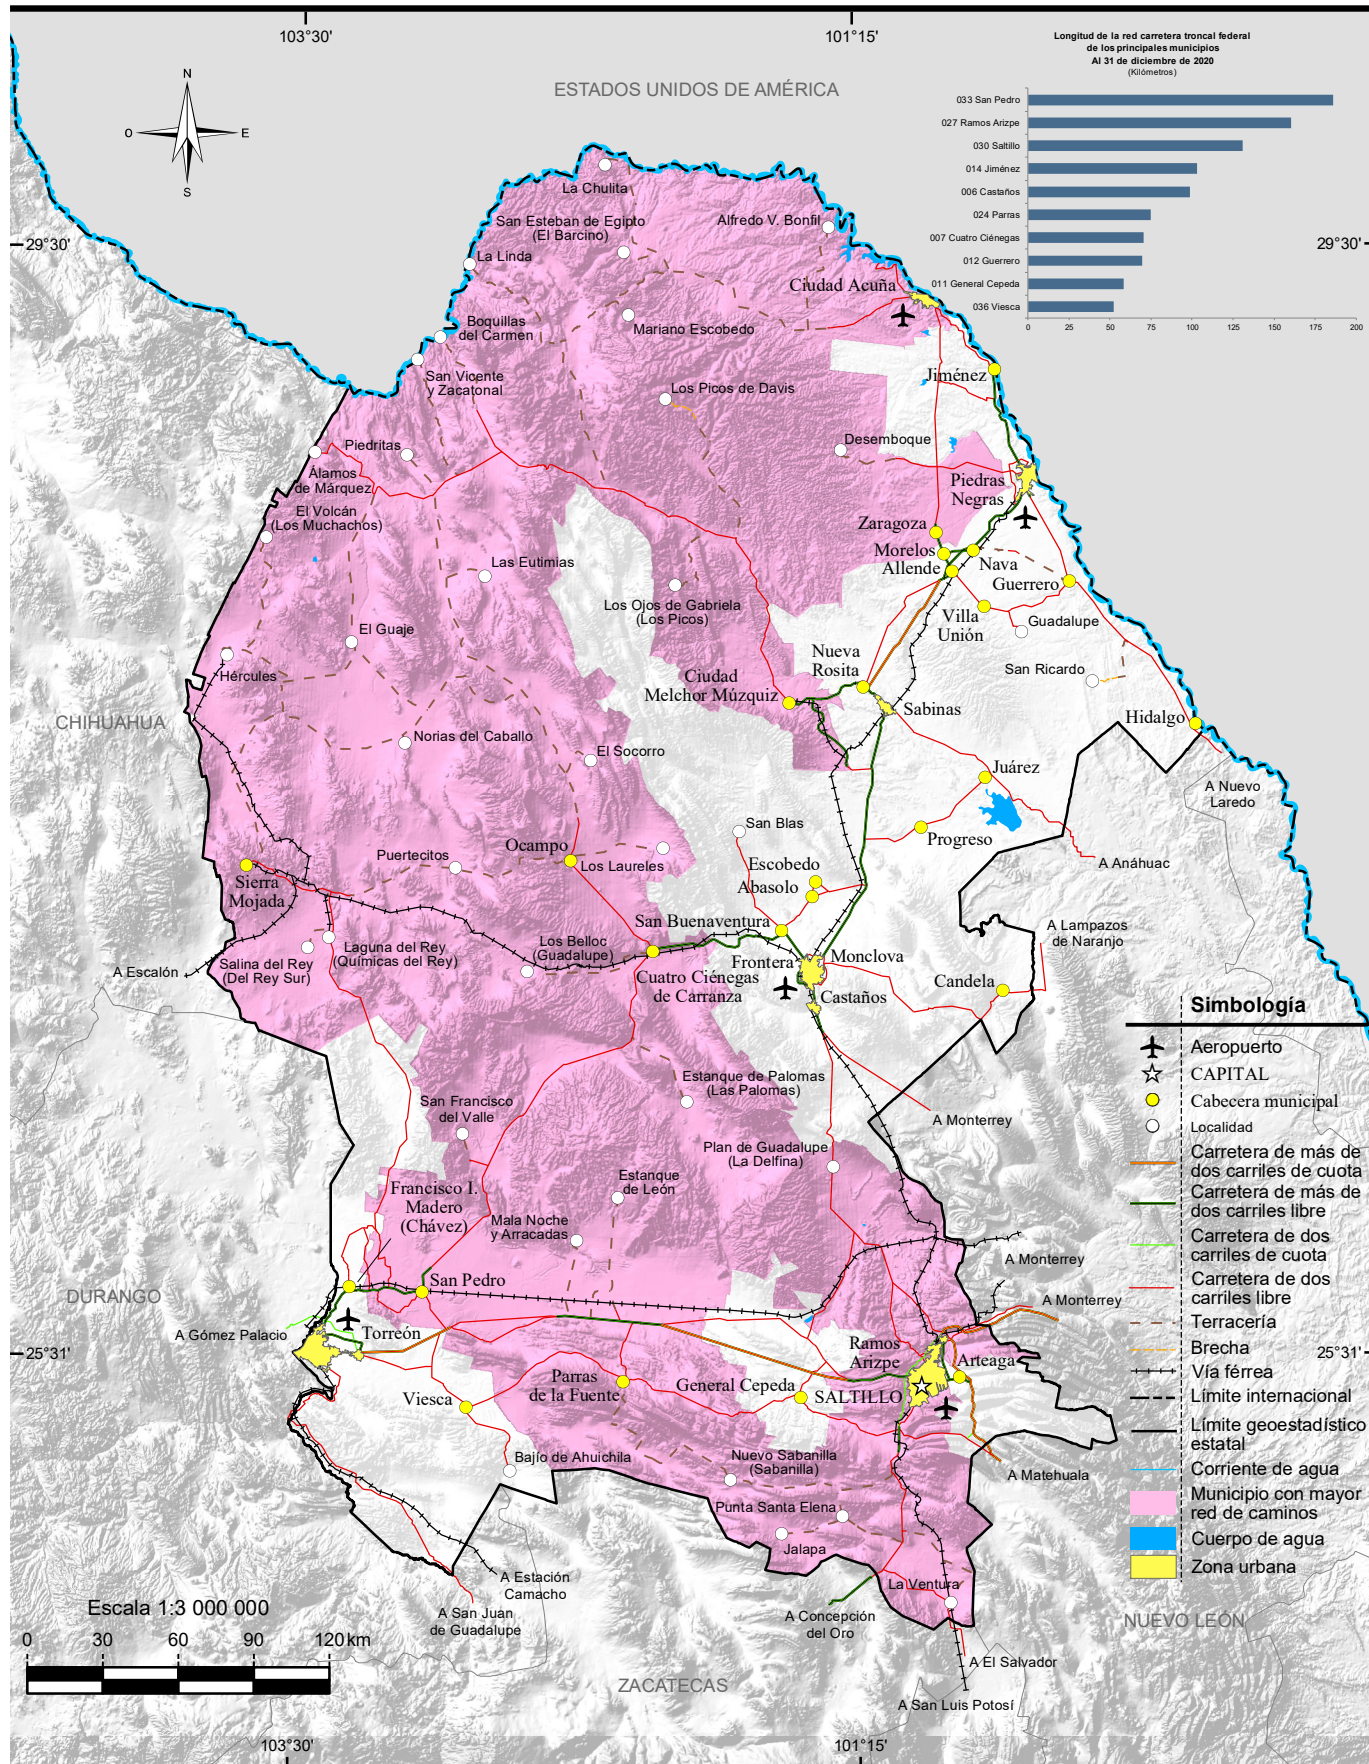 103°30'
101°15'
Longitud de la red carretera troncal federal
de los principales municipios
Al 31 de diciembre de 2020
(Kilómetros)
033 San Pedro
027 Ramos Arizpe
030 Saltillo
014 Jiménez
006 Castaños
024 Parras
007 Cuatro Ciénegas
012 Guerrero
011 General Cepeda
036 Viesca
0 25 50 75 100 125 150 175 200
ESTADOS UNIDOS DE AMÉRICA
N
O
E
S
29°30'
29°30'
La Chulita
San Esteban de Egipto
(El Barcino)
Alfredo V. Bonfil
La Linda
Ciudad Acuña
Boquillas
del Carmen
Mariano Escobedo
San Vicente
y Zacatonal
Jiménez
Los Picos de Davis
Piedritas
Desemboque
Álamos
de Márquez
Piedras
Negras
El Volcán
(Los Muchachos)
Zaragoza
Morelos
Allende
Nava
Las Eutimias
Guerrero
Los Ojos de Gabriela
(Los Picos)
Villa
Unión
Guadalupe
El Guaje
Hércules
Nueva
Rosita
San Ricardo
Ciudad
Melchor Múzquiz
Sabinas
CHIHUAHUA
Hidalgo
Norias del Caballo
El Socorro
Juárez
A Nuevo
Laredo
San Blas
Progreso
Ocampo
Puertecitos
Los Laureles
Escobedo
Abasolo
A Anáhuac
Sierra
Mojada
San Buenaventura
A Lampazos
de Naranjo
Laguna del Rey
(Químicas del Rey)
Los Belloc
(Guadalupe)
Salina del Rey
(Del Rey Sur)
A Escalón
Frontera
Monclova
Cuatro Ciénegas
de Carranza
Candela
Castaños
Simbología
Aeropuerto
CAPITAL
Cabecera municipal
Localidad
Carretera de más de
dos carriles de cuota
Carretera de más de
dos carriles libre
Carretera de dos
carriles de cuota
Carretera de dos
carriles libre
Terracería
Brecha
Vía férrea
Límite internacional
Límite geoestadístico
estatal
Corriente de agua
Municipio con mayor
red de caminos
Cuerpo de agua
Zona urbana
Estanque de Palomas
(Las Palomas)
San Francisco
del Valle
A Monterrey
Plan de Guadalupe
(La Delfina)
Estanque
de León
Francisco I.
Madero
(Chávez)
Mala Noche
y Arracadas
A Monterrey
San Pedro
DURANGO
A Monterrey
A Gómez Palacio
Torreón
25°31'
25°31'
Ramos
Arizpe
Arteaga
Parras
de la Fuente
General Cepeda
SALTILLO
Viesca
Bajío de Ahuichila
Nuevo Sabanilla
(Sabanilla)
A Matehuala
Punta Santa Elena
Jalapa
A Estación
Camacho
La Ventura
A San Juan
de Guadalupe
A Concepción
del Oro
NUEVO LEÓN
A El Salvador
ZACATECAS
A San Luis Potosí
Escala 1:3 000 000
0 30 60 90 120 km
103°30'
101°15'